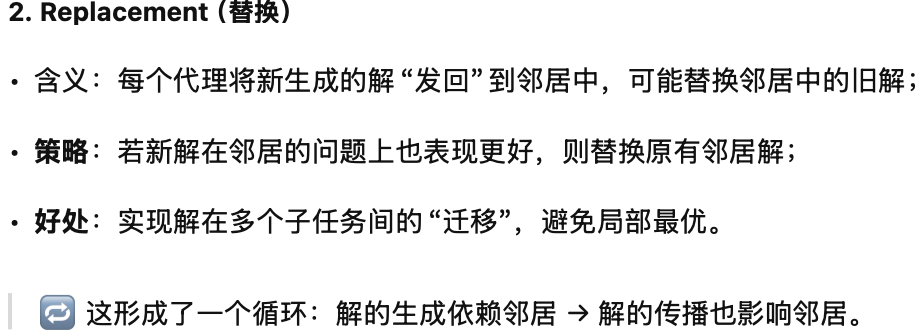 2. Replacement（替换）
• 含义：每个代理将新生成的解“发回”到邻居中，可能替换邻居中的旧解；
• 策略：若新解在邻居的问题上也表现更好，则替换原有邻居解；
• 好处：实现解在多个子任务间的“迁移”，避免局部最优。
🔁 这形成了一个循环：解的生成依赖邻居 → 解的传播也影响邻居。